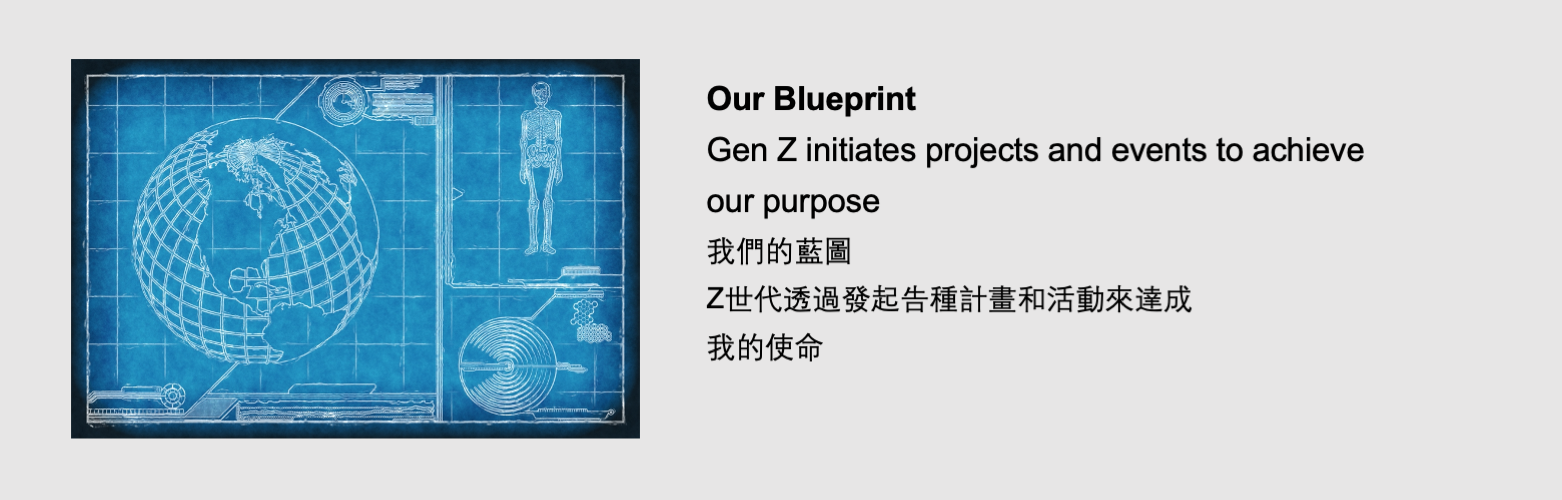 Our Blueprint
Gen Z initiates projects and events to achieve
our purpose
我們的藍圖
Z世代透過發起告種計畫和活動來達成
我的使命